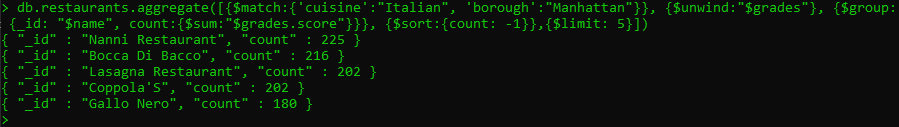 > db.restaurants.aggregate([{$match:{'cuisine':"Italian", 'borough':"Manhattan"}}, {$unwind:"$grades"}, {$group:
{_id: "$name", count:{$sum:"$grades.score"}}}, {$sort:{count: -1}},{$limit: 5}])
{ "_id" : "Nanni Restaurant", "count" : 225 }
{ "_id" : "Bocca Di Bacco", "count" : 216 }
{ "_id" : "Lasagna Restaurant", "count" : 202 }
{ "_id" : "Coppola'S", "count" : 202 }
{ "_id" : "Gallo Nero", "count" : 180 }
>